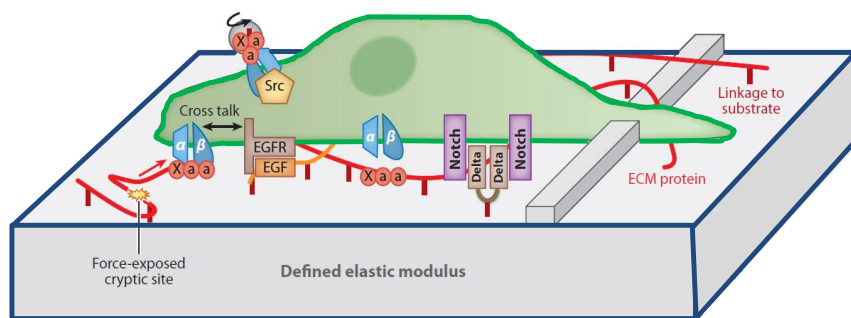 X a
a
Src
Cross talk
α β
X a a
EGFR
EGF
α β
X a a
Notch
Delta
Delta
Notch
Linkage to
substrate
ECM protein
Force-exposed
cryptic site
Defined elastic modulus